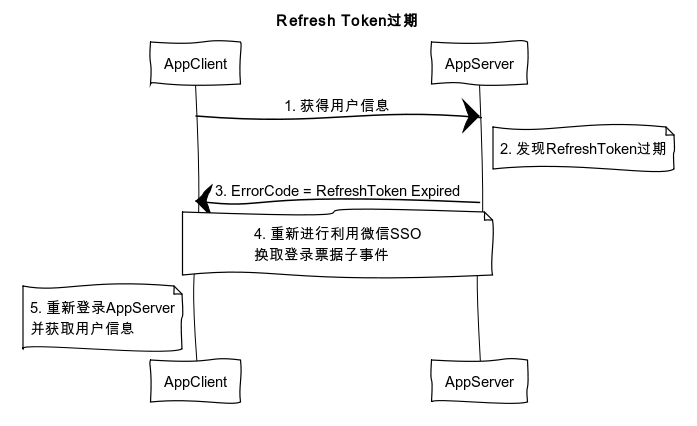 Refresh Token过期
AppClient
AppServer
1. 获得用户信息
2. 发现RefreshToken过期
3. ErrorCode = RefreshToken Expired
4. 重新进行利用微信SSO
换取登录票据子事件
5. 重新登录AppServer
并获取用户信息
AppClient
AppServer